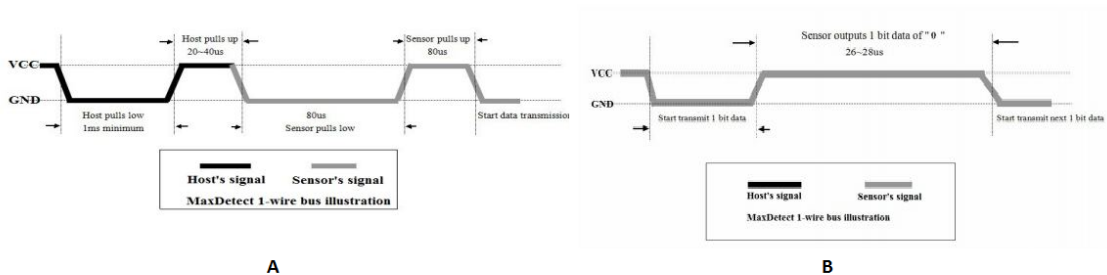 Host pulls up
20~40us
Sensor pulls up
80us
VCC
GND
Host pulls low
1ms minimum
80us
Sensor pulls low
Start data transmission
Host's signal
Sensor's signal
MaxDetect 1-wire bus illustration
A
B
Sensor outputs 1 bit data of "0"
26~28us
VCC
GND
Start transmit 1 bit data
Start transmit next 1 bit data
Host's signal
Sensor's signal
MaxDetect 1-wire bus illustration